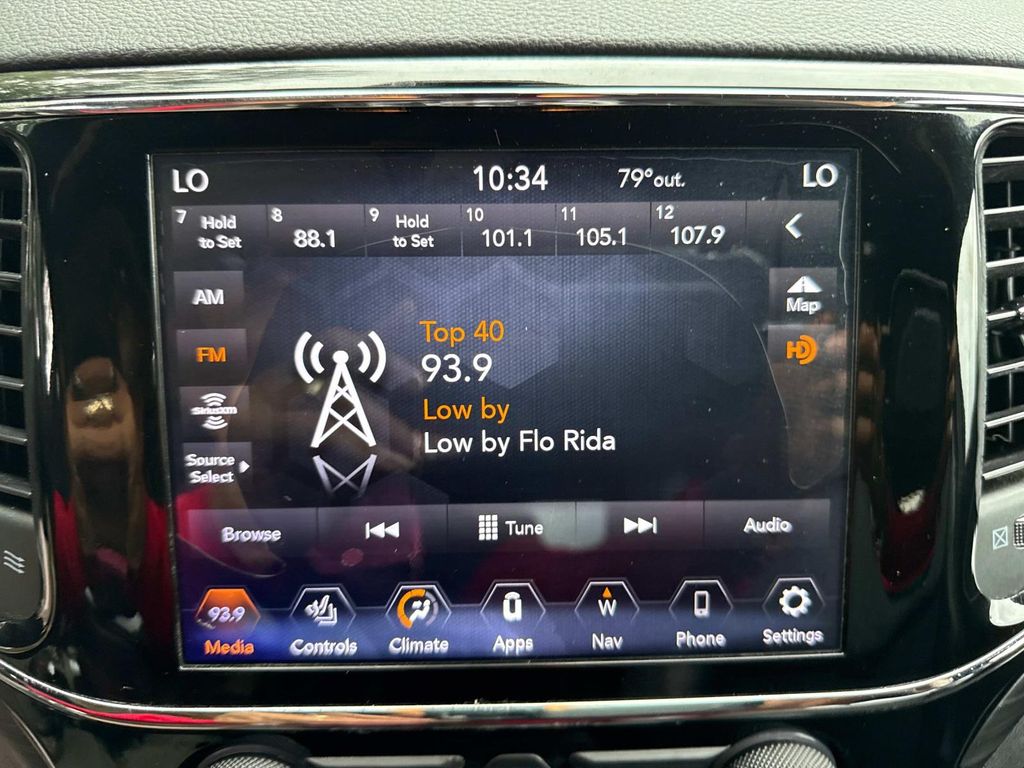 LO 10:34 79°out. LO
7 Hold to Set
8 88.1
9 Hold to Set
10 101.1
11 105.1
12 107.9
AM
Map
FM
HD
SiriusXM
Source
Select
Top 40
93.9
Low by
Low by Flo Rida
Browse Tune Audio
93.9 W
Media Controls Climate Apps Nav Phone Settings